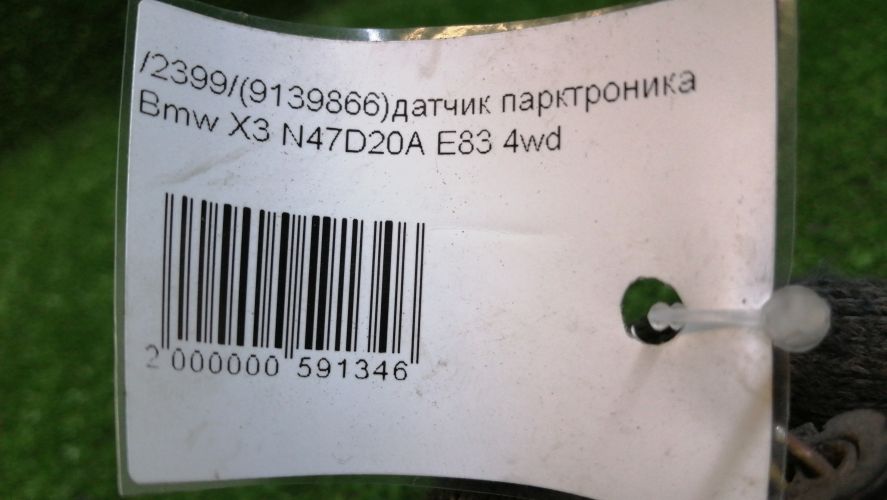 /2399/(9139866)датчик парктроника
Bmw X3 N47D20A E83 4wd
2 000000 591346